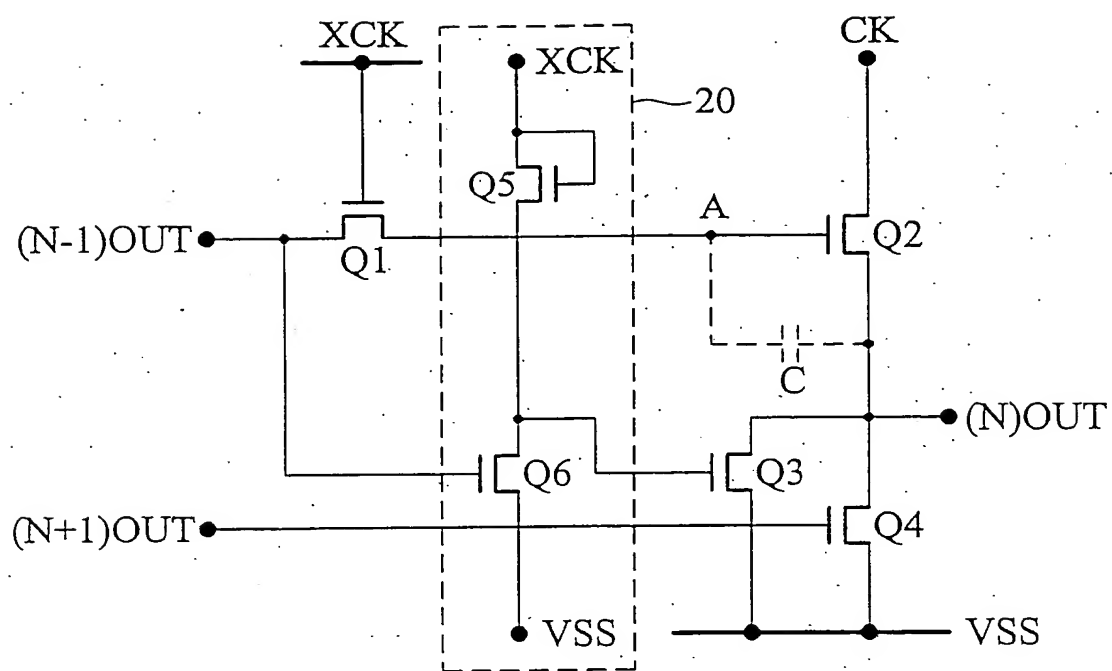 XCK
XCK
CK
20
Q5
A
(N-1)OUT
Q1
Q2
C
(N)OUT
Q6
Q3
(N+1)OUT
Q4
VSS
VSS